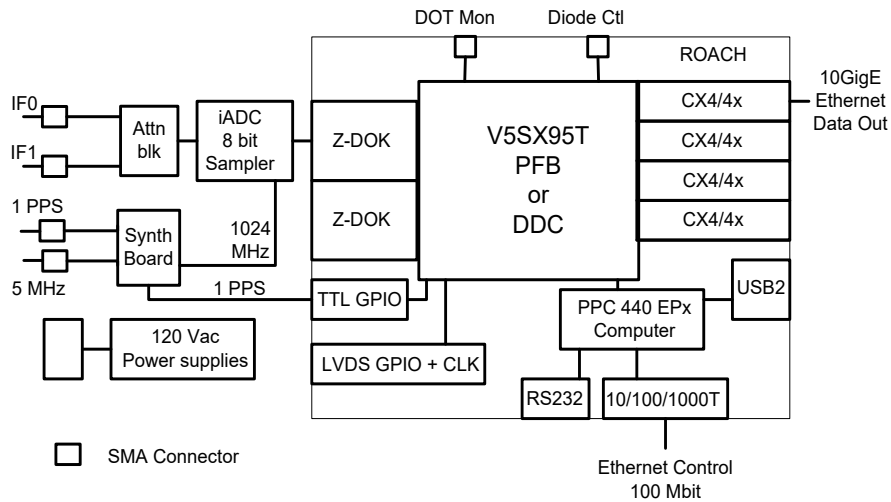 DOT Mon
Diode Ctl
ROACH
IF0
IF1
Attn
blk
iADC
8 bit
Sampler
Z-DOK
Z-DOK
V5SX95T
PFB
or
DDC
CX4/4x
CX4/4x
CX4/4x
CX4/4x
10GigE
Ethernet
Data Out
1 PPS
5 MHz
Synth
Board
1024
MHz
1 PPS
TTL GPIO
LVDS GPIO + CLK
PPC 440 EPx
Computer
USB2
RS232
10/100/1000T
120 Vac
Power supplies
SMA Connector
Ethernet Control
100 Mbit